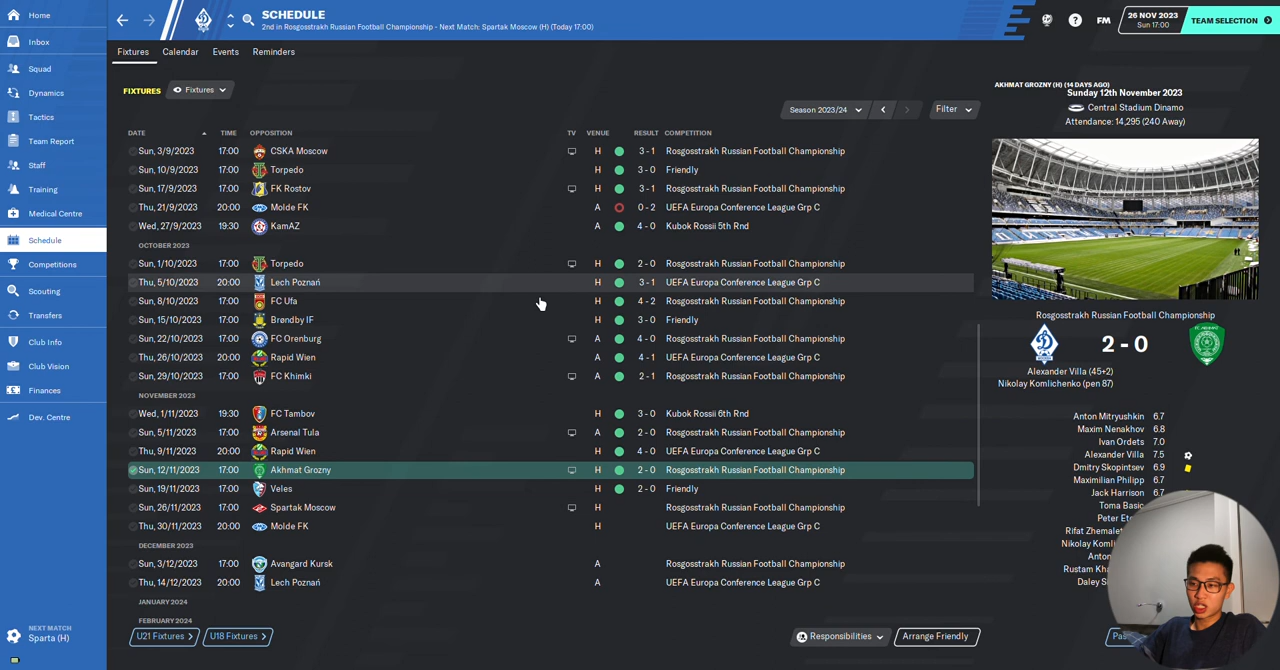 Home
Inbox
Squad
Dynamics
Tactics
Team Report
Staff
Training
Medical Centre
Schedule
Competitions
Scouting
Transfers
Club Info
Club Vision
Finances
Dev. Centre
NEXT MATCH
Sparta (H)
SCHEDULE
2nd in Rosgosstrakh Russian Football Championship - Next Match: Spartak Moscow (H) (Today 17:00)
FM
26 NOV 2023
Sun 17:00
TEAM SELECTION
Fixtures Calendar Events Reminders
FIXTURES Fixtures
Season 2023/24 Filter
DATE TIME OPPOSITION TV VENUE RESULT COMPETITION
Sun, 3/9/2023 17:00 CSKA Moscow H 3 - 1 Rosgosstrakh Russian Football Championship
Sun, 10/9/2023 17:00 Torpedo H 3 - 0 Friendly
Sun, 17/9/2023 17:00 FK Rostov H 3 - 1 Rosgosstrakh Russian Football Championship
Thu, 21/9/2023 20:00 Molde FK A 0 - 2 UEFA Europa Conference League Grp C
Wed, 27/9/2023 19:30 KamAZ A 4 - 0 Kubok Rossii 5th Rnd
OCTOBER 2023
Sun, 1/10/2023 17:00 Torpedo H 2 - 0 Rosgosstrakh Russian Football Championship
Thu, 5/10/2023 20:00 Lech Poznań H 3 - 1 UEFA Europa Conference League Grp C
Sun, 8/10/2023 17:00 FC Ufa H 4 - 2 Rosgosstrakh Russian Football Championship
Sun, 15/10/2023 17:00 Brøndby IF H 3 - 0 Friendly
Sun, 22/10/2023 17:00 FC Orenburg A 4 - 0 Rosgosstrakh Russian Football Championship
Thu, 26/10/2023 20:00 Rapid Wien A 4 - 1 UEFA Europa Conference League Grp C
Sun, 29/10/2023 17:00 FC Khimki A 2 - 1 Rosgosstrakh Russian Football Championship
NOVEMBER 2023
Wed, 1/11/2023 19:30 FC Tambov H 3 - 0 Kubok Rossii 6th Rnd
Sun, 5/11/2023 17:00 Arsenal Tula A 2 - 0 Rosgosstrakh Russian Football Championship
Thu, 9/11/2023 20:00 Rapid Wien H 4 - 0 UEFA Europa Conference League Grp C
Sun, 12/11/2023 17:00 Akhmat Grozny H 2 - 0 Rosgosstrakh Russian Football Championship
Sun, 19/11/2023 17:00 Veles H 2 - 0 Friendly
Sun, 26/11/2023 17:00 Spartak Moscow H Rosgosstrakh Russian Football Championship
Thu, 30/11/2023 20:00 Molde FK H UEFA Europa Conference League Grp C
DECEMBER 2023
Sun, 3/12/2023 17:00 Avangard Kursk A Rosgosstrakh Russian Football Championship
Thu, 14/12/2023 20:00 Lech Poznań A UEFA Europa Conference League Grp C
JANUARY 2024
FEBRUARY 2024
U21 Fixtures > U18 Fixtures >
Responsibilities Arrange Friendly
AKHMAT GROZNY (H) (14 DAYS AGO)
Sunday 12th November 2023
Central Stadium Dinamo
Attendance: 14,295 (240 Away)
Rosgosstrakh Russian Football Championship
2 - 0
Alexander Villa (45+2)
Nikolay Komlichenko (pen 87)
Anton Mitryushkin 6.7
Maxim Nenakhov 6.8
Ivan Ordets 7.0
Alexander Villa 7.5
Dmitry Skopintsev 6.9
Maximilian Philipp 6.7
Jack Harrison 6.7
Toma Basic
Peter
Rifat
Nikolay
Anton
Rustam
Daley